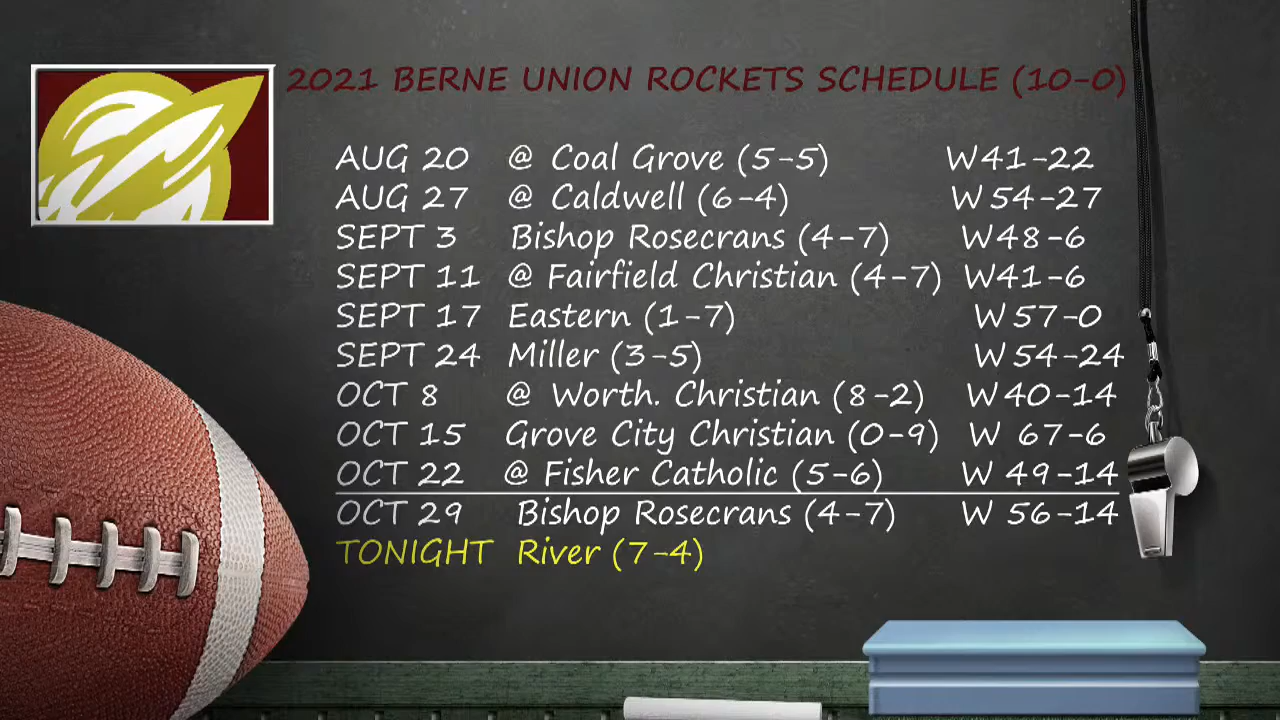 2021 BERNE UNION ROCKETS SCHEDULE (10-0)
AUG 20 @ Coal Grove (5-5) W41-22
AUG 27 @ Caldwell (6-4) W 54-27
SEPT 3 Bishop Rosecrans (4-7) W48-6
SEPT 11 @ Fairfield Christian (4-7) W41-6
SEPT 17 Eastern (1-7) W 57-0
SEPT 24 Miller (3-5) W 54-24
OCT 8 @ Worth. Christian (8-2) W40-14
OCT 15 Grove City Christian (0-9) W 67-6
OCT 22 @ Fisher Catholic (5-6) W 49-14
OCT 29 Bishop Rosecrans (4-7) W 56-14
TONIGHT River (7-4)